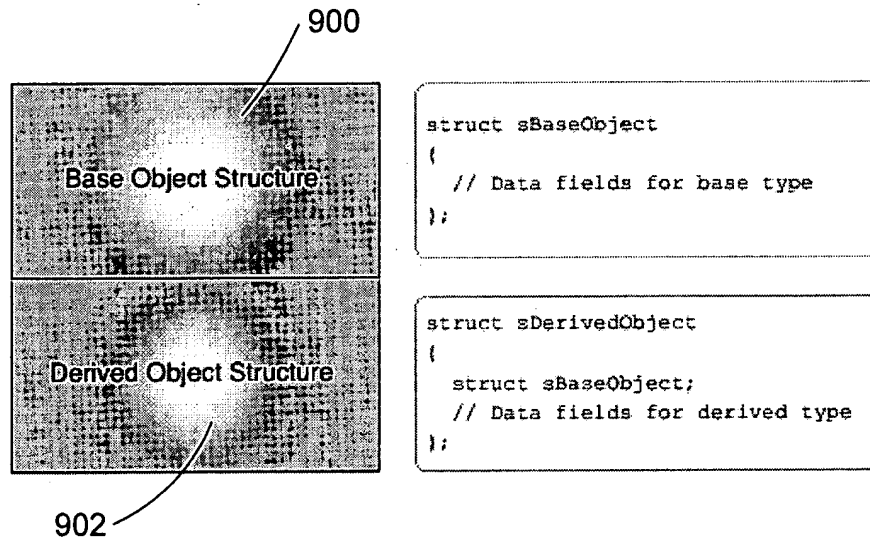 900
Base Object Structure
struct sBaseObject
{
// Data fields for base type
};
Derived Object Structure
struct sDerivedObject
{
struct sBaseObject;
// Data fields for derived type
};
902